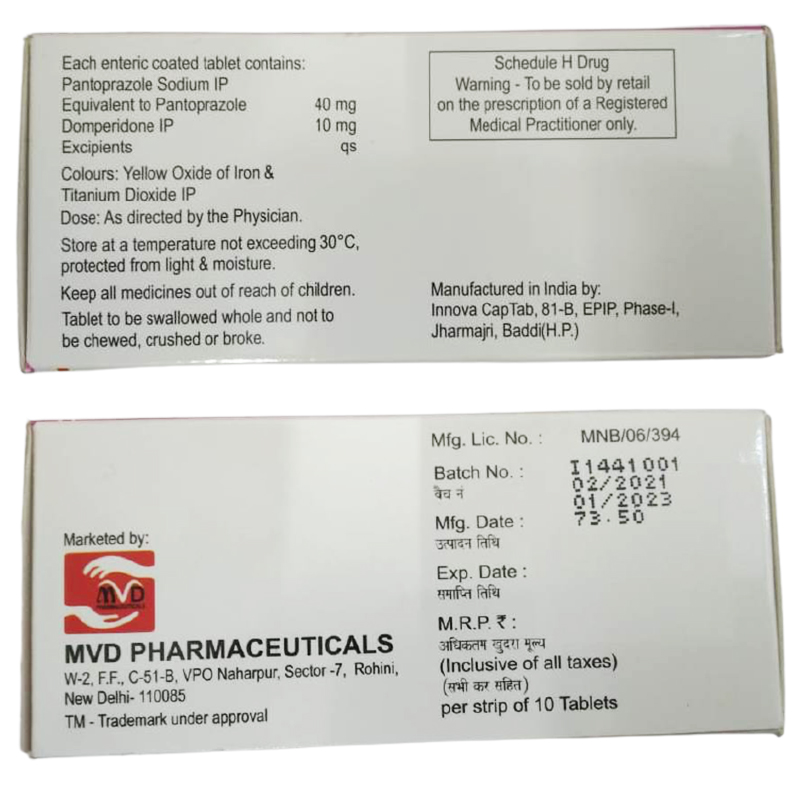 Each enteric coated tablet contains:
Pantoprazole Sodium IP
Equivalent to Pantoprazole 40 mg
Domperidone IP 10 mg
Excipients qs
Colours: Yellow Oxide of Iron &
Titanium Dioxide IP
Dose: As directed by the Physician.
Store at a temperature not exceeding 30°C,
protected from light & moisture.
Keep all medicines out of reach of children.
Tablet to be swallowed whole and not to
be chewed, crushed or broke.
Schedule H Drug
Warning - To be sold by retail
on the prescription of a Registered
Medical Practitioner only.
Manufactured in India by:
Innova CapTab, 81-B, EPIP, Phase-I,
Jharmajri, Baddi(H.P.)
Marketed by:
MVD
PHARMACEUTICALS
MVD PHARMACEUTICALS
W-2, F.F., C-51-B, VPO Naharpur, Sector -7, Rohini,
New Delhi- 110085
TM - Trademark under approval
Mfg. Lic. No. : MNB/06/394
Batch No. : I1441001
बैच नं 02/2021
01/2023
Mfg. Date : 73.50
उत्पादन तिथि
Exp. Date :
समाप्ति तिथि
M.R.P. ₹ :
अधिकतम खुदरा मूल्य
(Inclusive of all taxes)
(सभी कर सहित)
per strip of 10 Tablets